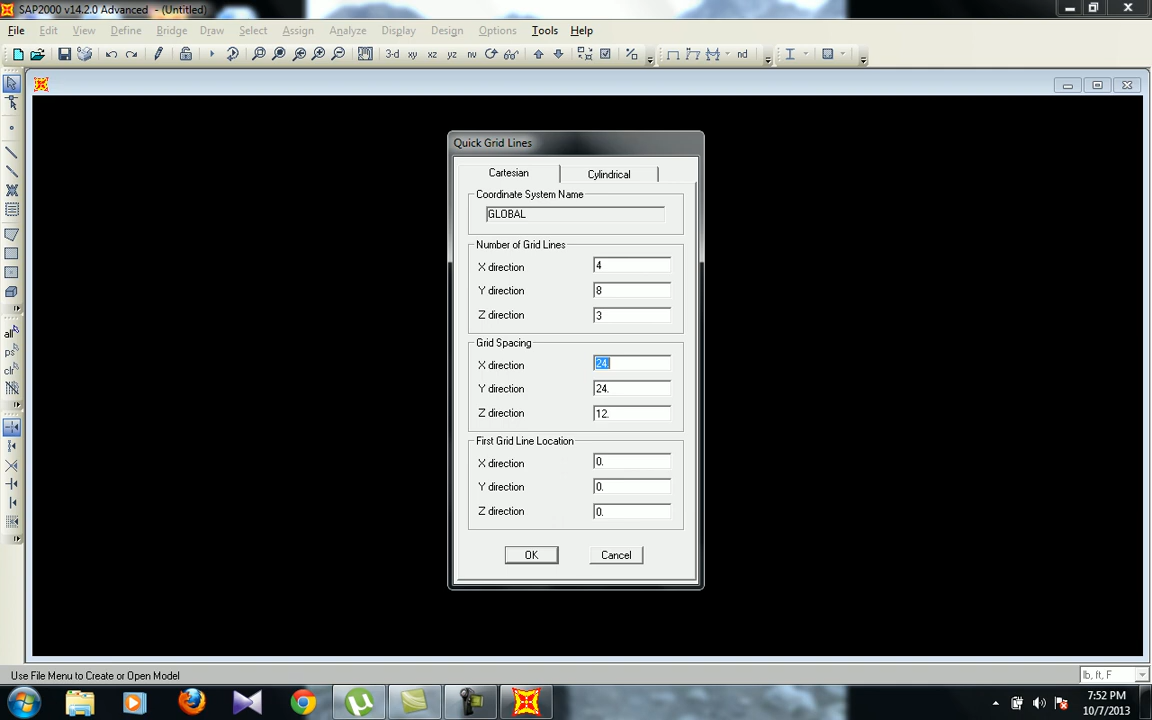 SAP2000 v14.2.0 Advanced - (Untitled)
File Edit View Define Bridge Draw Select Assign Analyze Display Design Options Tools Help
3-d xy xz yz nv nd
Quick Grid Lines
Cartesian Cylindrical
Coordinate System Name
GLOBAL
Number of Grid Lines
X direction 4
Y direction 8
Z direction 3
Grid Spacing
X direction 24.
Y direction 24.
Z direction 12.
First Grid Line Location
X direction 0.
Y direction 0.
Z direction 0.
OK Cancel
all
ps
clr
Use File Menu to Create or Open Model
lb, ft, F
7:52 PM
10/7/2013